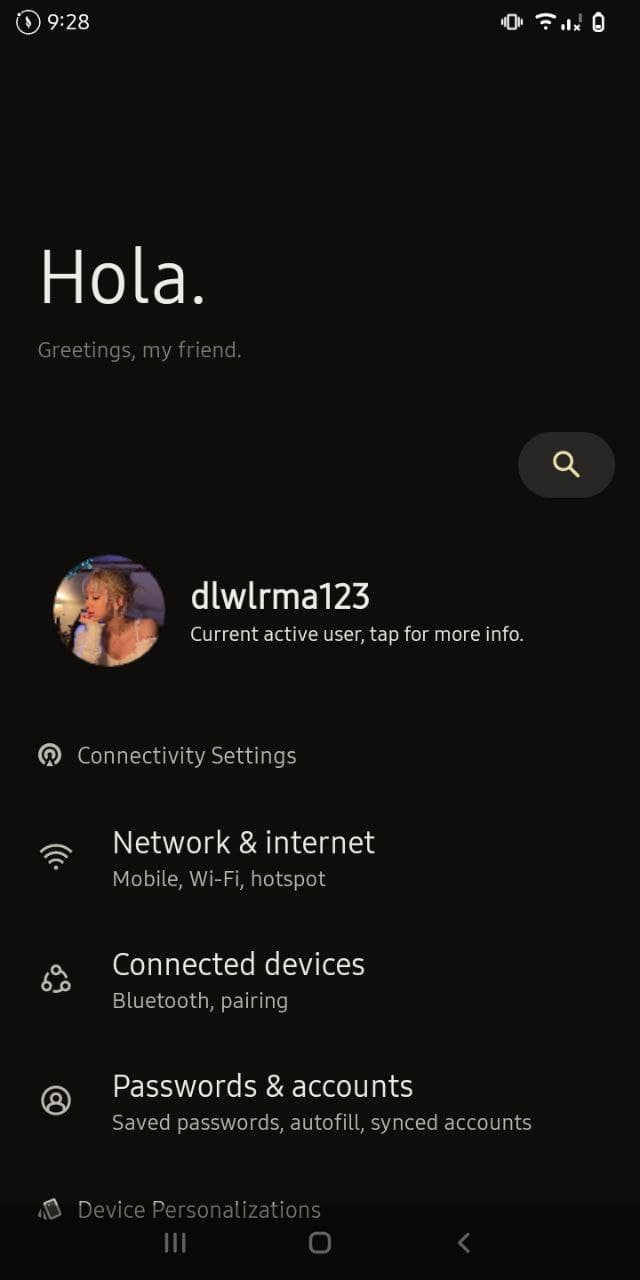 9:28
Hola.
Greetings, my friend.
dlwlrma123
Current active user, tap for more info.
Connectivity Settings
Network & internet
Mobile, Wi-Fi, hotspot
Connected devices
Bluetooth, pairing
Passwords & accounts
Saved passwords, autofill, synced accounts
Device Personalizations